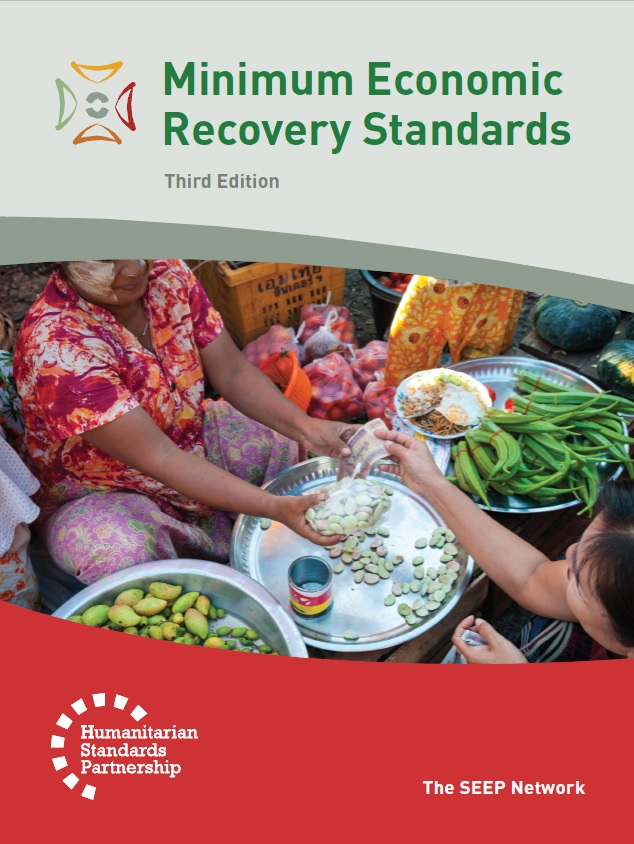 Minimum Economic
Recovery Standards
Third Edition
Humanitarian
Standards
Partnership
The SEEP Network